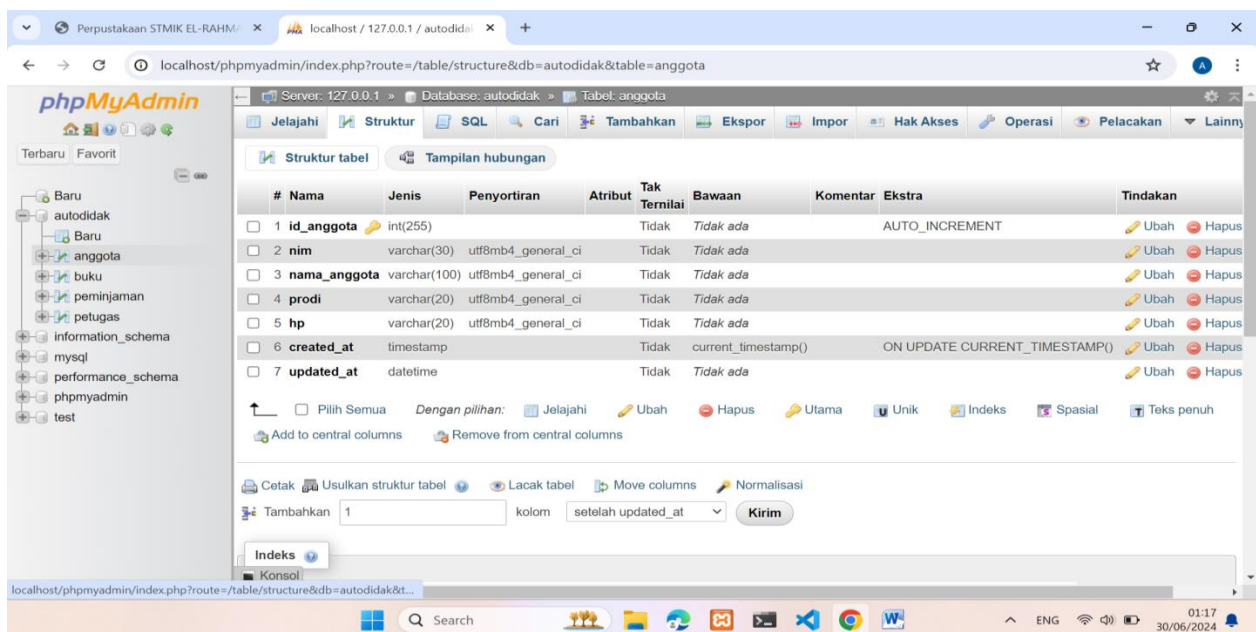 Perpustakaan STMIK EL-RAHMA
localhost / 127.0.0.1 / autodidak
localhost/phpmyadmin/index.php?route=/table/structure&db=autodidak&table=anggota
A
phpMyAdmin
Terbaru Favorit
Baru
autodidak
Baru
anggota
buku
peminjaman
petugas
information_schema
mysql
performance_schema
phpmyadmin
test
Server: 127.0.0.1 » Database: autodidak » Tabel: anggota
Jelajahi Struktur SQL Cari Tambahkan Ekspor Impor Hak Akses Operasi Pelacakan Lainny
Struktur tabel Tampilan hubungan
# Nama Jenis Penyortiran Atribut Tak Ternilai Bawaan Komentar Ekstra Tindakan
1 id_anggota int(255) Tidak Tidak ada AUTO_INCREMENT Ubah Hapus
2 nim varchar(30) utf8mb4_general_ci Tidak Tidak ada Ubah Hapus
3 nama_anggota varchar(100) utf8mb4_general_ci Tidak Tidak ada Ubah Hapus
4 prodi varchar(20) utf8mb4_general_ci Tidak Tidak ada Ubah Hapus
5 hp varchar(20) utf8mb4_general_ci Tidak Tidak ada Ubah Hapus
6 created_at timestamp Tidak current_timestamp() ON UPDATE CURRENT_TIMESTAMP() Ubah Hapus
7 updated_at datetime Tidak Tidak ada Ubah Hapus
Pilih Semua Dengan pilihan: Jelajahi Ubah Hapus Utama Unik Indeks Spasial Teks penuh
Add to central columns Remove from central columns
Cetak Usulkan struktur tabel Lacak tabel Move columns Normalisasi
Tambahkan 1 kolom setelah updated_at Kirim
Indeks
Konsol
localhost/phpmyadmin/index.php?route=/table/structure&db=autodidak&t...
Search
ENG
01:17
30/06/2024